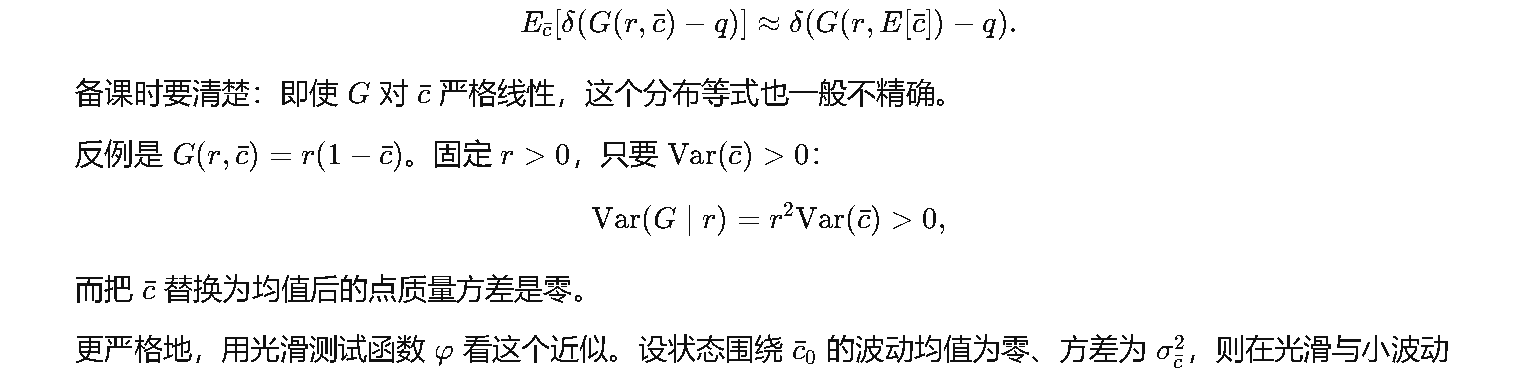 $$E_{\bar{c}}[\delta(G(r,\bar{c})-q)] \approx \delta(G(r,E[\bar{c}])-q).$$
备课时要清楚：即使 $G$ 对 $\bar{c}$ 严格线性，这个分布等式也一般不精确。
反例是 $G(r,\bar{c})=r(1-\bar{c})$。固定 $r>0$，只要 $\mathrm{Var}(\bar{c})>0$：
$$\mathrm{Var}(G\mid r)=r^2\mathrm{Var}(\bar{c})>0,$$
而把 $\bar{c}$ 替换为均值后的点质量方差是零。
更严格地，用光滑测试函数 $\varphi$ 看这个近似。设状态围绕 $\bar{c}_0$ 的波动均值为零、方差为 $\sigma_{\bar{c}}^2$，则在光滑与小波动